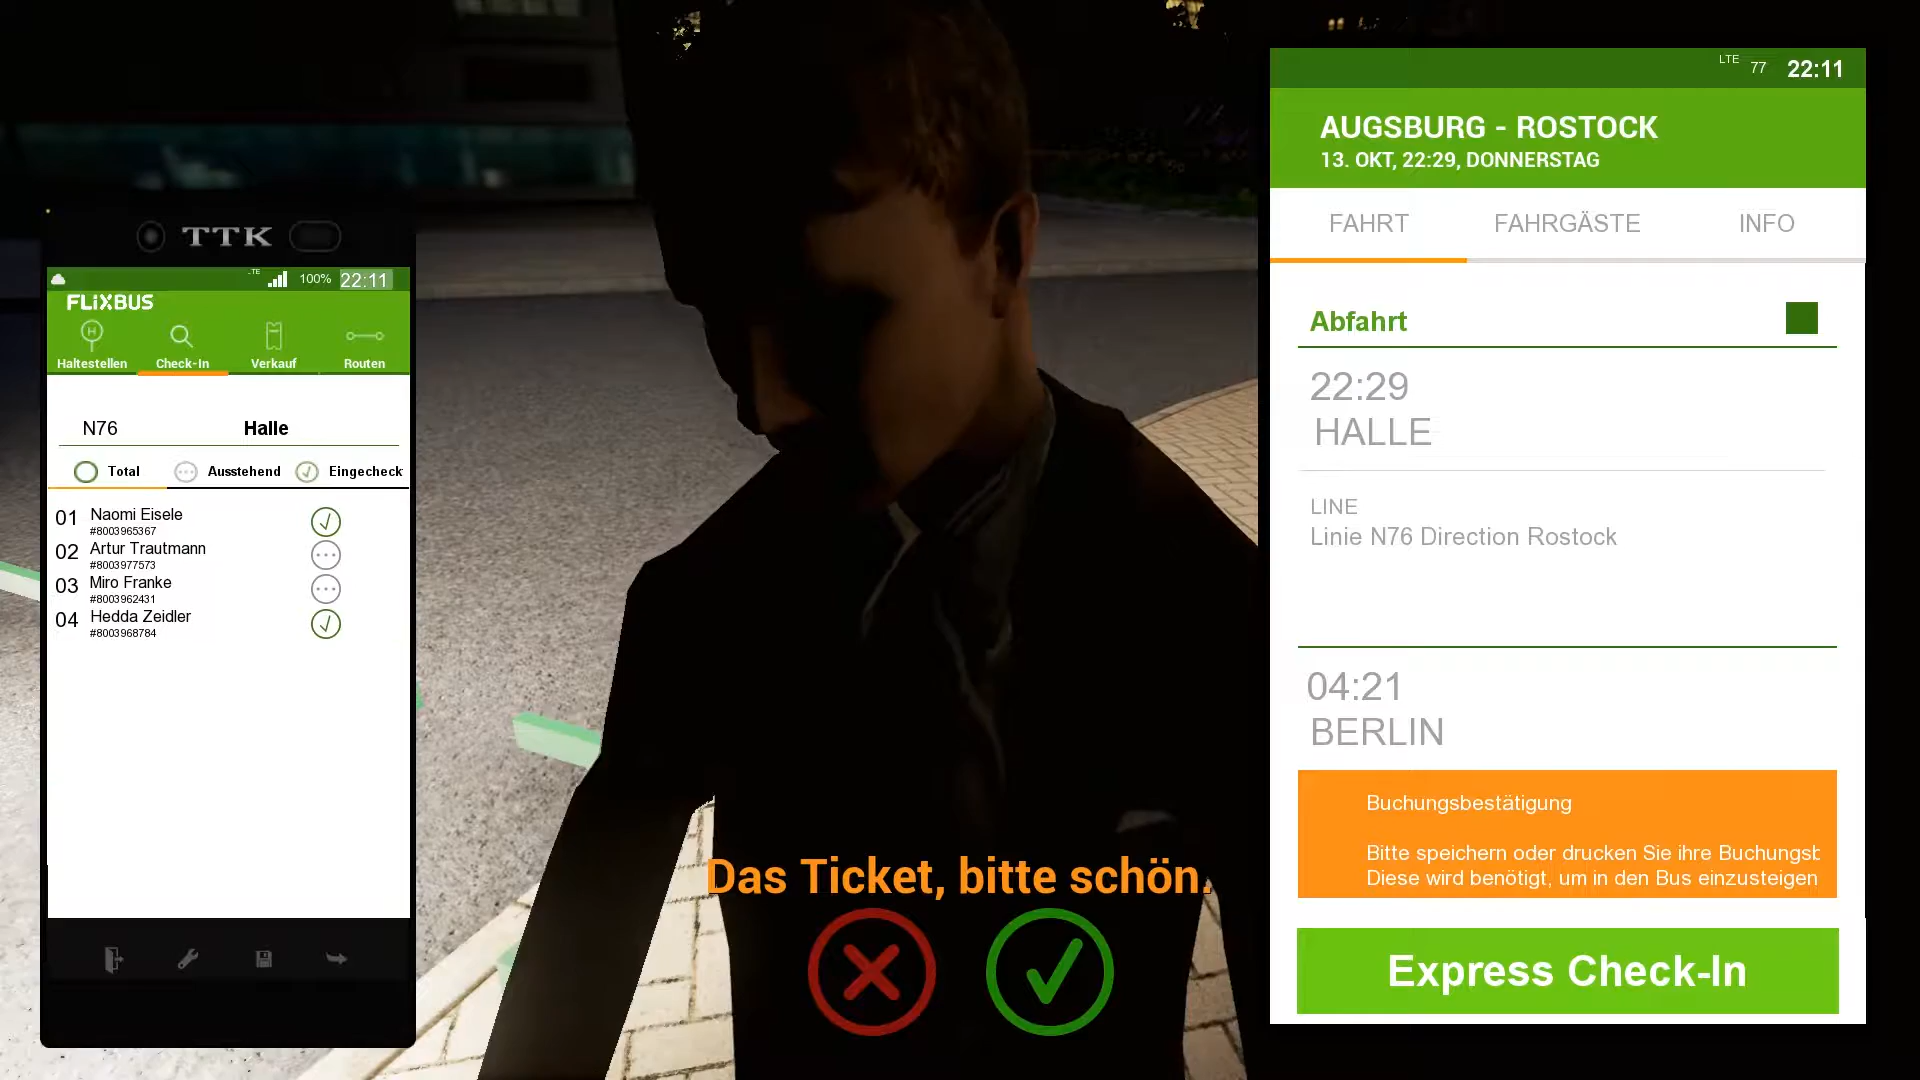 TTK
LTE 100% 22:11
FLiXBUS
Haltestellen Check-In Verkauf Routen
N76 Halle
Total Ausstehend Eingecheck
01 Naomi Eisele
#8003965367
02 Artur Trautmann
#8003977573
03 Miro Franke
#8003962431
04 Hedda Zeidler
#8003968784
Das Ticket, bitte schön.
LTE 77 22:11
AUGSBURG - ROSTOCK
13. OKT, 22:29, DONNERSTAG
FAHRT FAHRGÄSTE INFO
Abfahrt
22:29
HALLE
LINE
Linie N76 Direction Rostock
04:21
BERLIN
Buchungsbestätigung
Bitte speichern oder drucken Sie ihre Buchungsb
Diese wird benötigt, um in den Bus einzusteigen
Express Check-In